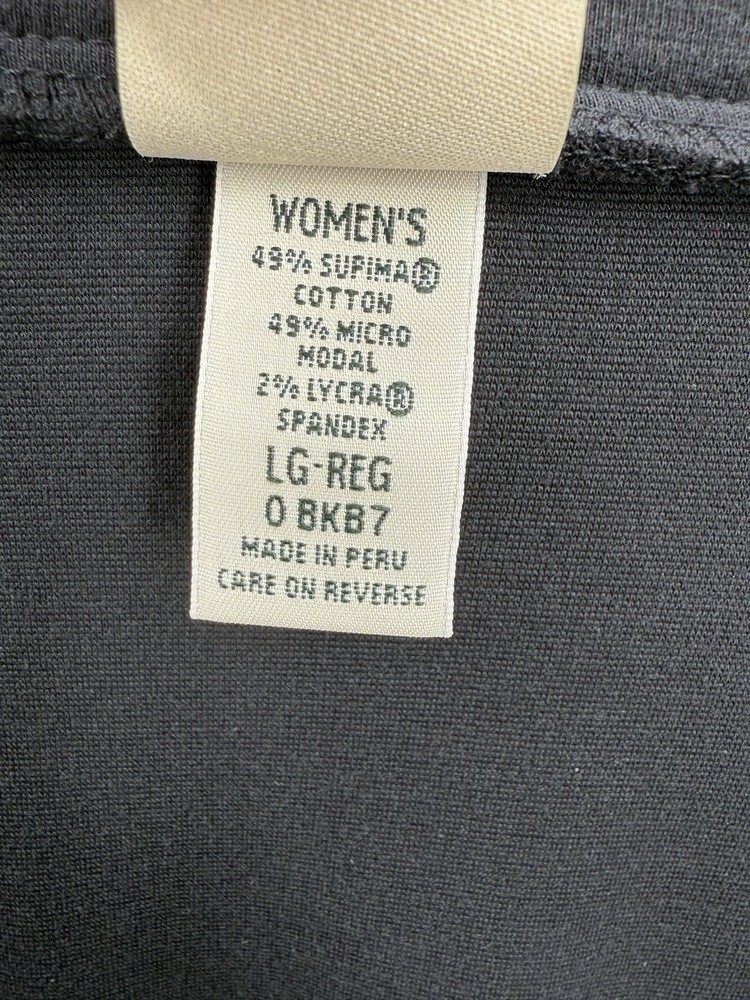 WOMEN'S
49% SUPIMA®
COTTON
49% MICRO
MODAL
2% LYCRA®
SPANDEX
LG-REG
0 BKB7
MADE IN PERU
CARE ON REVERSE